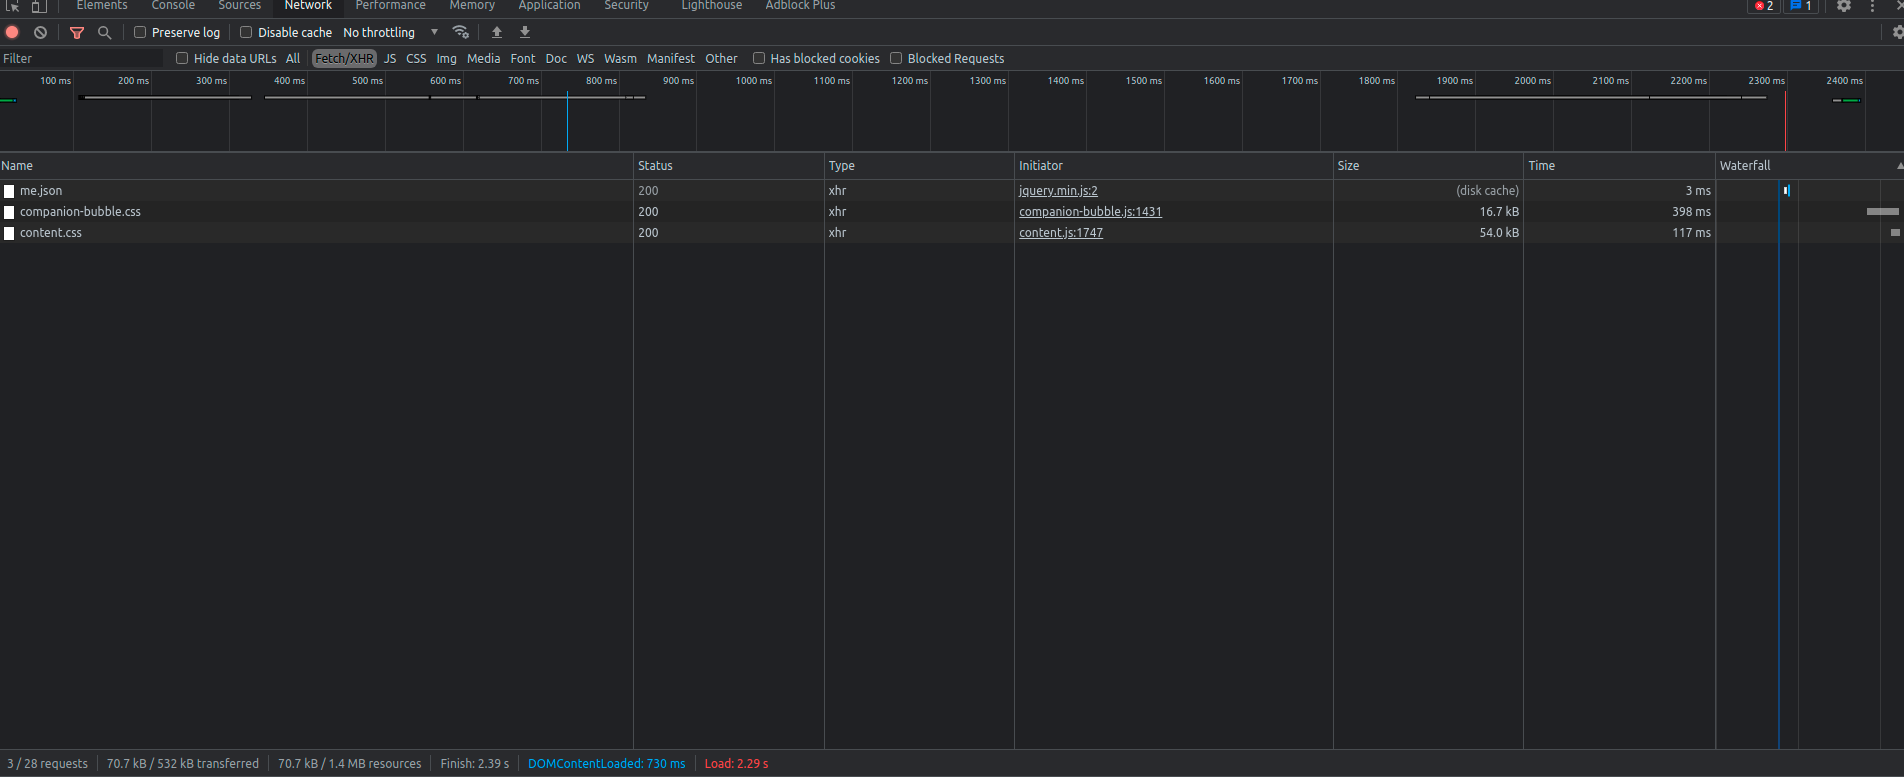 Elements Console Sources Network Performance Memory Application Security Lighthouse Adblock Plus 2 1
Preserve log Disable cache No throttling
Filter Hide data URLs All Fetch/XHR JS CSS Img Media Font Doc WS Wasm Manifest Other Has blocked cookies Blocked Requests
100 ms 200 ms 300 ms 400 ms 500 ms 600 ms 700 ms 800 ms 900 ms 1000 ms 1100 ms 1200 ms 1300 ms 1400 ms 1500 ms 1600 ms 1700 ms 1800 ms 1900 ms 2000 ms 2100 ms 2200 ms 2300 ms 2400 ms
Name Status Type Initiator Size Time Waterfall
me.json 200 xhr jquery.min.js:2 (disk cache) 3 ms
companion-bubble.css 200 xhr companion-bubble.js:1431 16.7 kB 398 ms
content.css 200 xhr content.js:1747 54.0 kB 117 ms
3 / 28 requests 70.7 kB / 532 kB transferred 70.7 kB / 1.4 MB resources Finish: 2.39 s DOMContentLoaded: 730 ms Load: 2.29 s